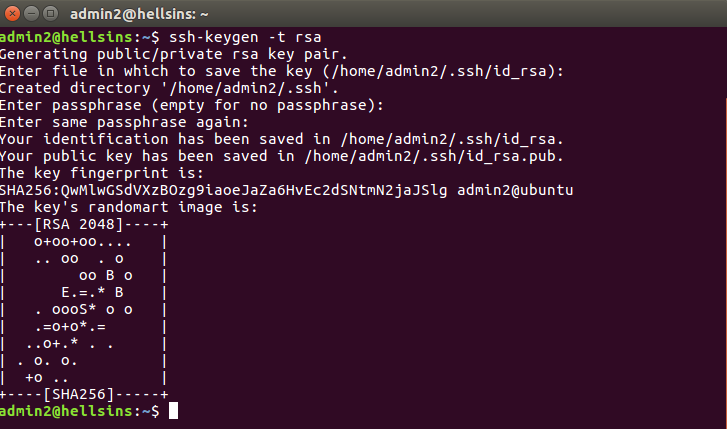 admin2@hellsins: ~
admin2@hellsins:~$ ssh-keygen -t rsa
Generating public/private rsa key pair.
Enter file in which to save the key (/home/admin2/.ssh/id_rsa):
Created directory '/home/admin2/.ssh'.
Enter passphrase (empty for no passphrase):
Enter same passphrase again:
Your identification has been saved in /home/admin2/.ssh/id_rsa.
Your public key has been saved in /home/admin2/.ssh/id_rsa.pub.
The key fingerprint is:
SHA256:QwMlwGSdVXzBOzg9iaoeJaZa6HvEc2dSNtmN2jaJSlg admin2@ubuntu
The key's randomart image is:
+---[RSA 2048]----+
|   o+oo+oo....   |
|   .. oo  . o    |
|        oo B o   |
|      E.=.* B    |
|   . oooS* o o   |
|   .=o+o*.=      |
|  ..o+.* . .     |
| . o. o.         |
|  +o ..          |
+----[SHA256]-----+
admin2@hellsins:~$